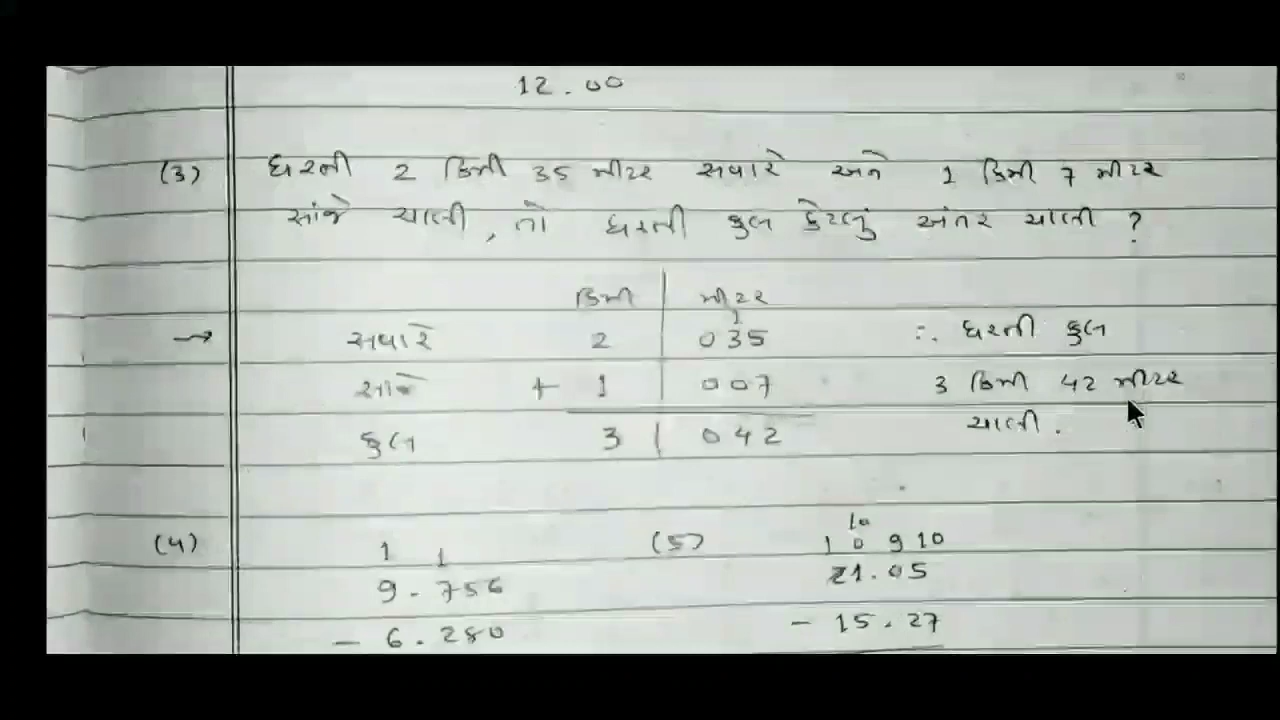 12.00
(3) ધરતી 2 કિમી 35 મીટર સવારે અને 1 કિમી 7 મીટર
સાંજે ચાલી, તો ધરતી કુલ કેટલું અંતર ચાલી ?
કિમી | મીટર
1
→ સવારે 2 035 ∴ ધરતી કુલ
સાંજે + 1 007 3 કિમી 42 મીટર
કુલ 3 | 042 ચાલી.
10
(4) 1 1 (5) 1 0 9 10
9.756 21.05
- 6.280 - 15.27